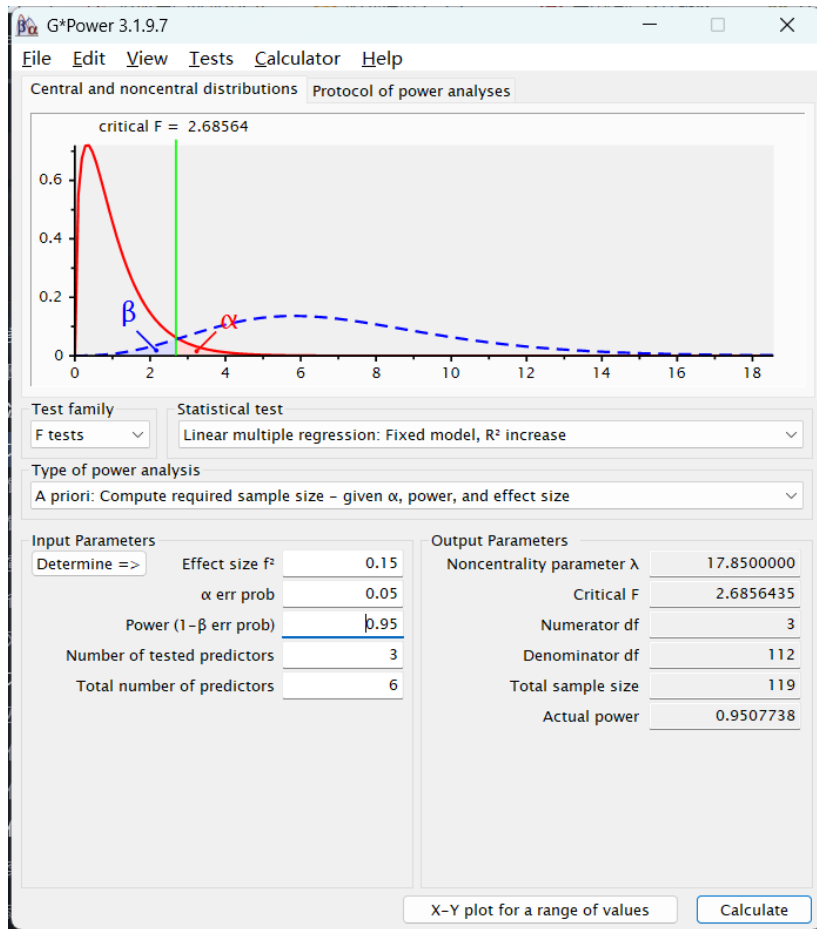 G*Power 3.1.9.7
File Edit View Tests Calculator Help
Central and noncentral distributions Protocol of power analyses
critical F = 2.68564
0.6
0.4
0.2
0
β
α
0 2 4 6 8 10 12 14 16 18
Test family
F tests
Statistical test
Linear multiple regression: Fixed model, R² increase
Type of power analysis
A priori: Compute required sample size – given α, power, and effect size
Input Parameters
Determine => Effect size f² 0.15
α err prob 0.05
Power (1–β err prob) 0.95
Number of tested predictors 3
Total number of predictors 6
Output Parameters
Noncentrality parameter λ 17.8500000
Critical F 2.6856435
Numerator df 3
Denominator df 112
Total sample size 119
Actual power 0.9507738
X–Y plot for a range of values Calculate